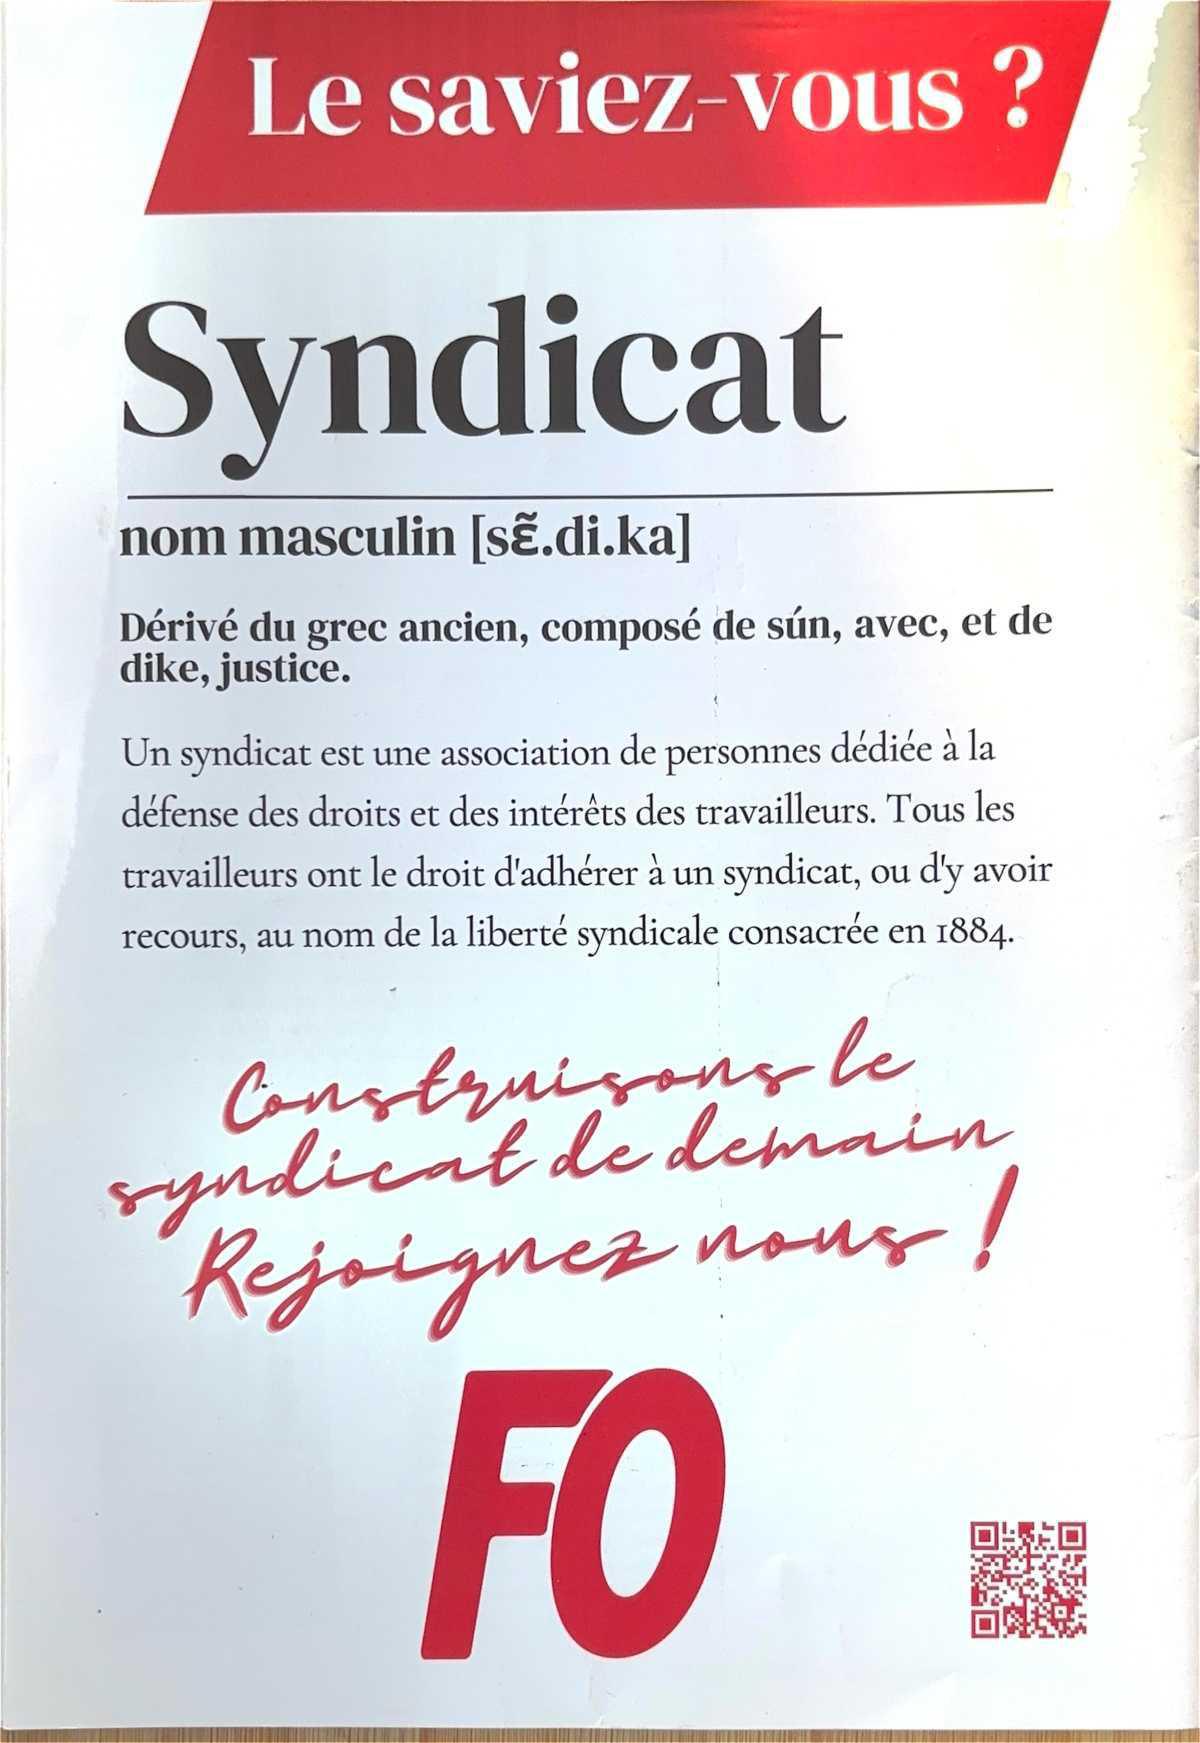 Le saviez-vous ?
Syndicat
nom masculin [sẽ.di.ka]
Dérivé du grec ancien, composé de sún, avec, et de
dike, justice.
Un syndicat est une association de personnes dédiée à la
défense des droits et des intérêts des travailleurs. Tous les
travailleurs ont le droit d'adhérer à un syndicat, ou d'y avoir
recours, au nom de la liberté syndicale consacrée en 1884.
Construisons le
syndicat de demain
Rejoignez nous !
FO